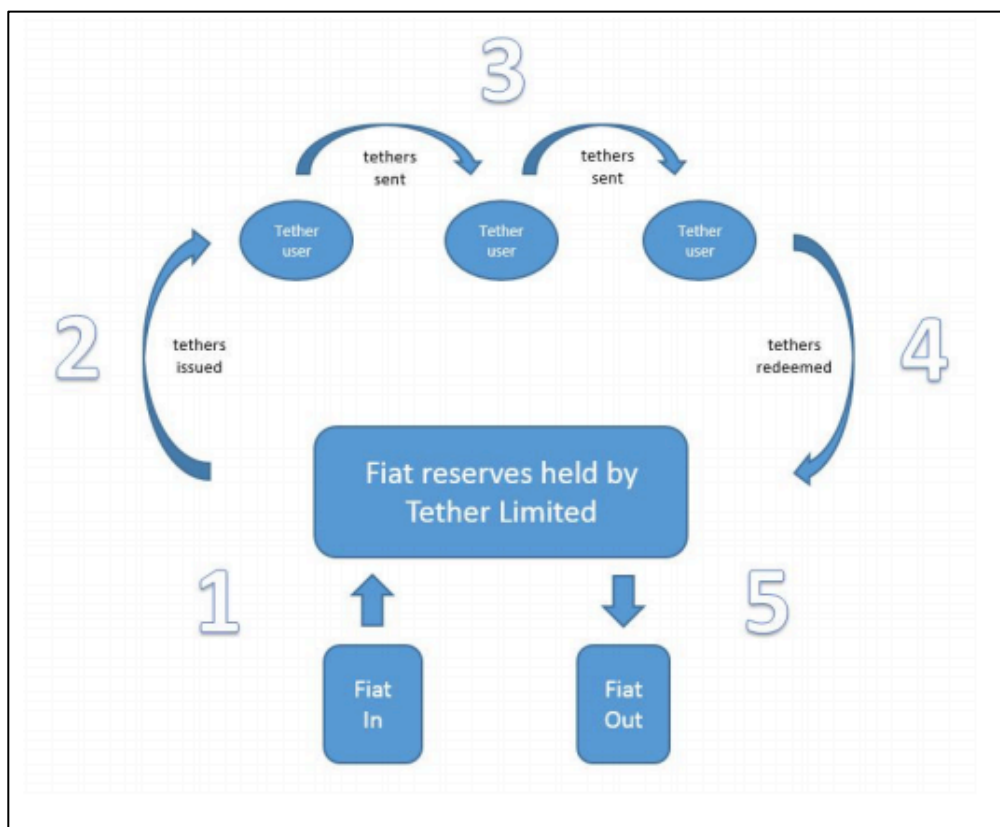 3
tethers
sent
tethers
sent
Tether
user
Tether
user
Tether
user
2
tethers
issued
4
tethers
redeemed
Fiat reserves held by
Tether Limited
1
5
Fiat
In
Fiat
Out